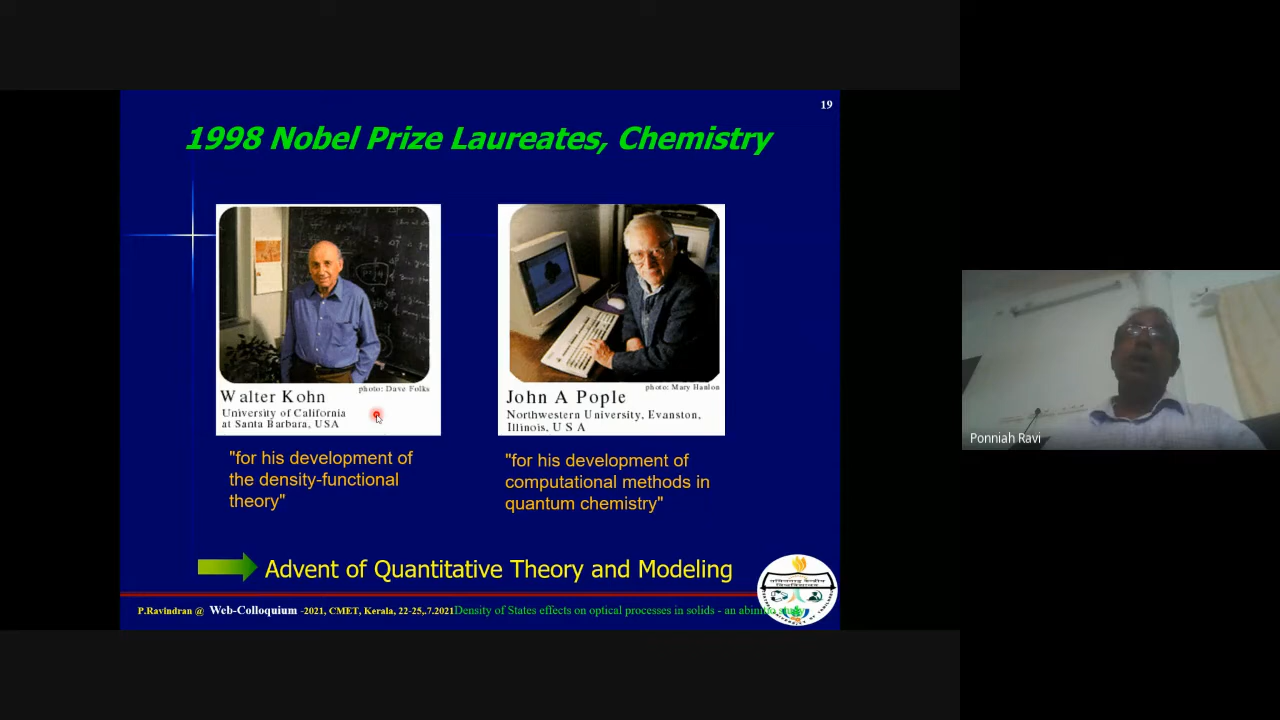 19
1998 Nobel Prize Laureates, Chemistry
photo: Dave Folks
Walter Kohn
University of California
at Santa Barbara, USA
photo: Mary Hanlon
John A Pople
Northwestern University, Evanston,
Illinois, U S A
"for his development of
the density-functional
theory"
"for his development of
computational methods in
quantum chemistry"
Advent of Quantitative Theory and Modeling
P.Ravindran @ Web-Colloquium -2021, CMET, Kerala, 22-25,.7.2021Density of States effects on optical processes in solids - an
Ponniah Ravi